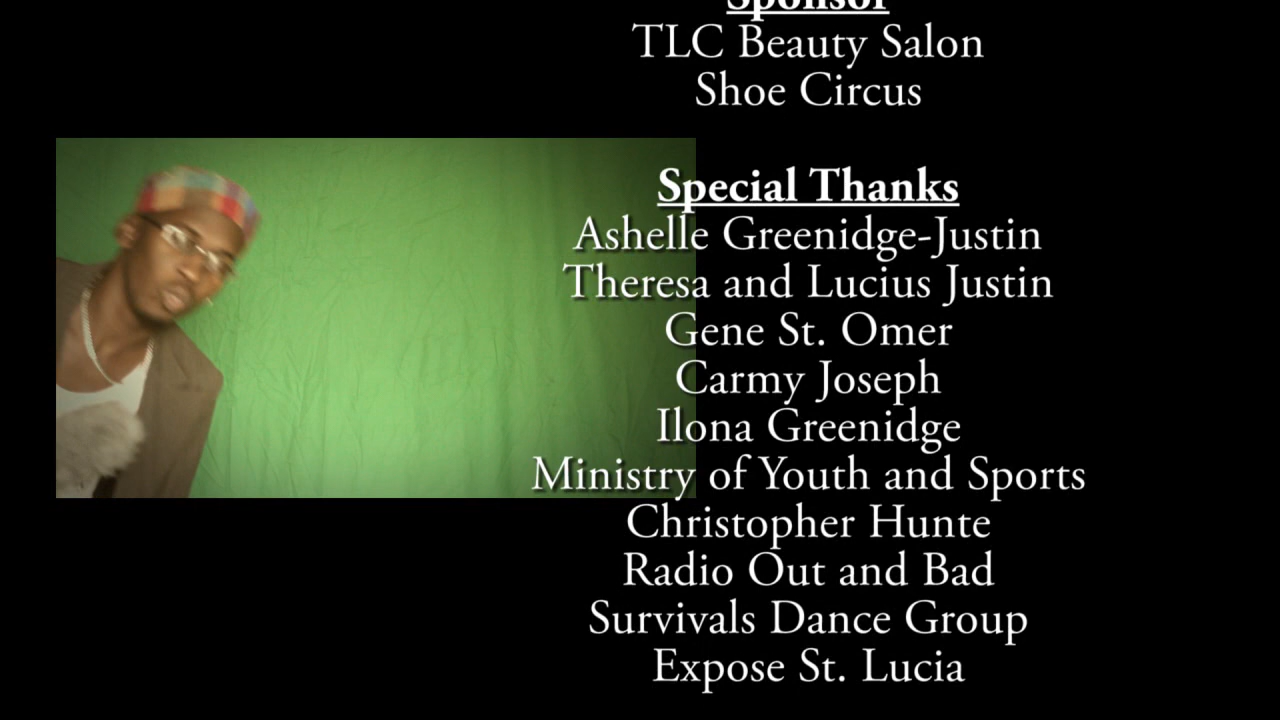 Sponsor
TLC Beauty Salon
Shoe Circus
Special Thanks
Ashelle Greenidge-Justin
Theresa and Lucius Justin
Gene St. Omer
Carmy Joseph
Ilona Greenidge
Ministry of Youth and Sports
Christopher Hunte
Radio Out and Bad
Survivals Dance Group
Expose St. Lucia